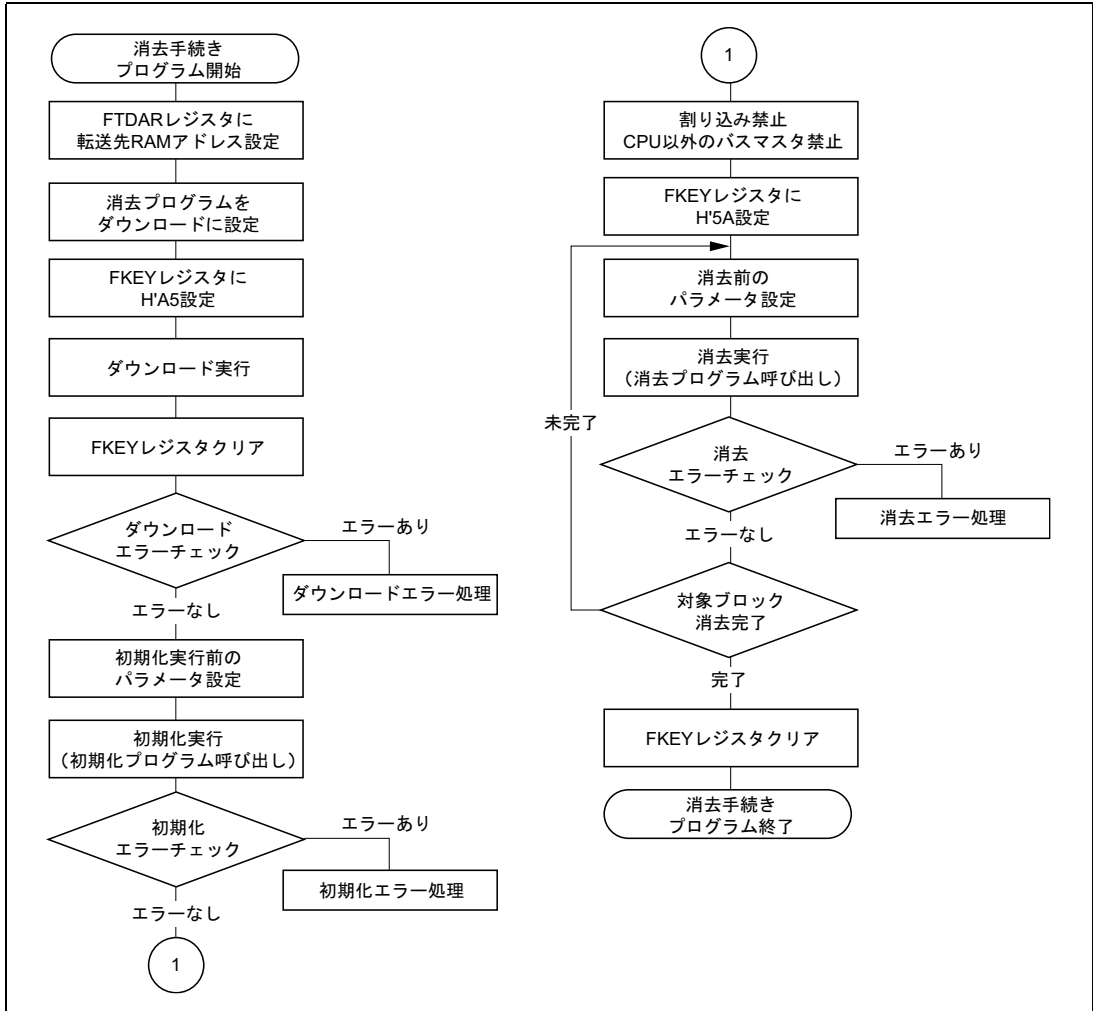 消去手続き
プログラム開始
FTDARレジスタに
転送先RAMアドレス設定
消去プログラムを
ダウンロードに設定
FKEYレジスタに
H'A5設定
ダウンロード実行
FKEYレジスタクリア
ダウンロード
エラーチェック
エラーあり
ダウンロードエラー処理
エラーなし
初期化実行前の
パラメータ設定
初期化実行
（初期化プログラム呼び出し）
初期化
エラーチェック
エラーあり
初期化エラー処理
エラーなし
1
1
割り込み禁止
CPU以外のバスマスタ禁止
FKEYレジスタに
H'5A設定
消去前の
パラメータ設定
消去実行
（消去プログラム呼び出し）
未完了
消去
エラーチェック
エラーあり
消去エラー処理
エラーなし
対象ブロック
消去完了
完了
FKEYレジスタクリア
消去手続き
プログラム終了